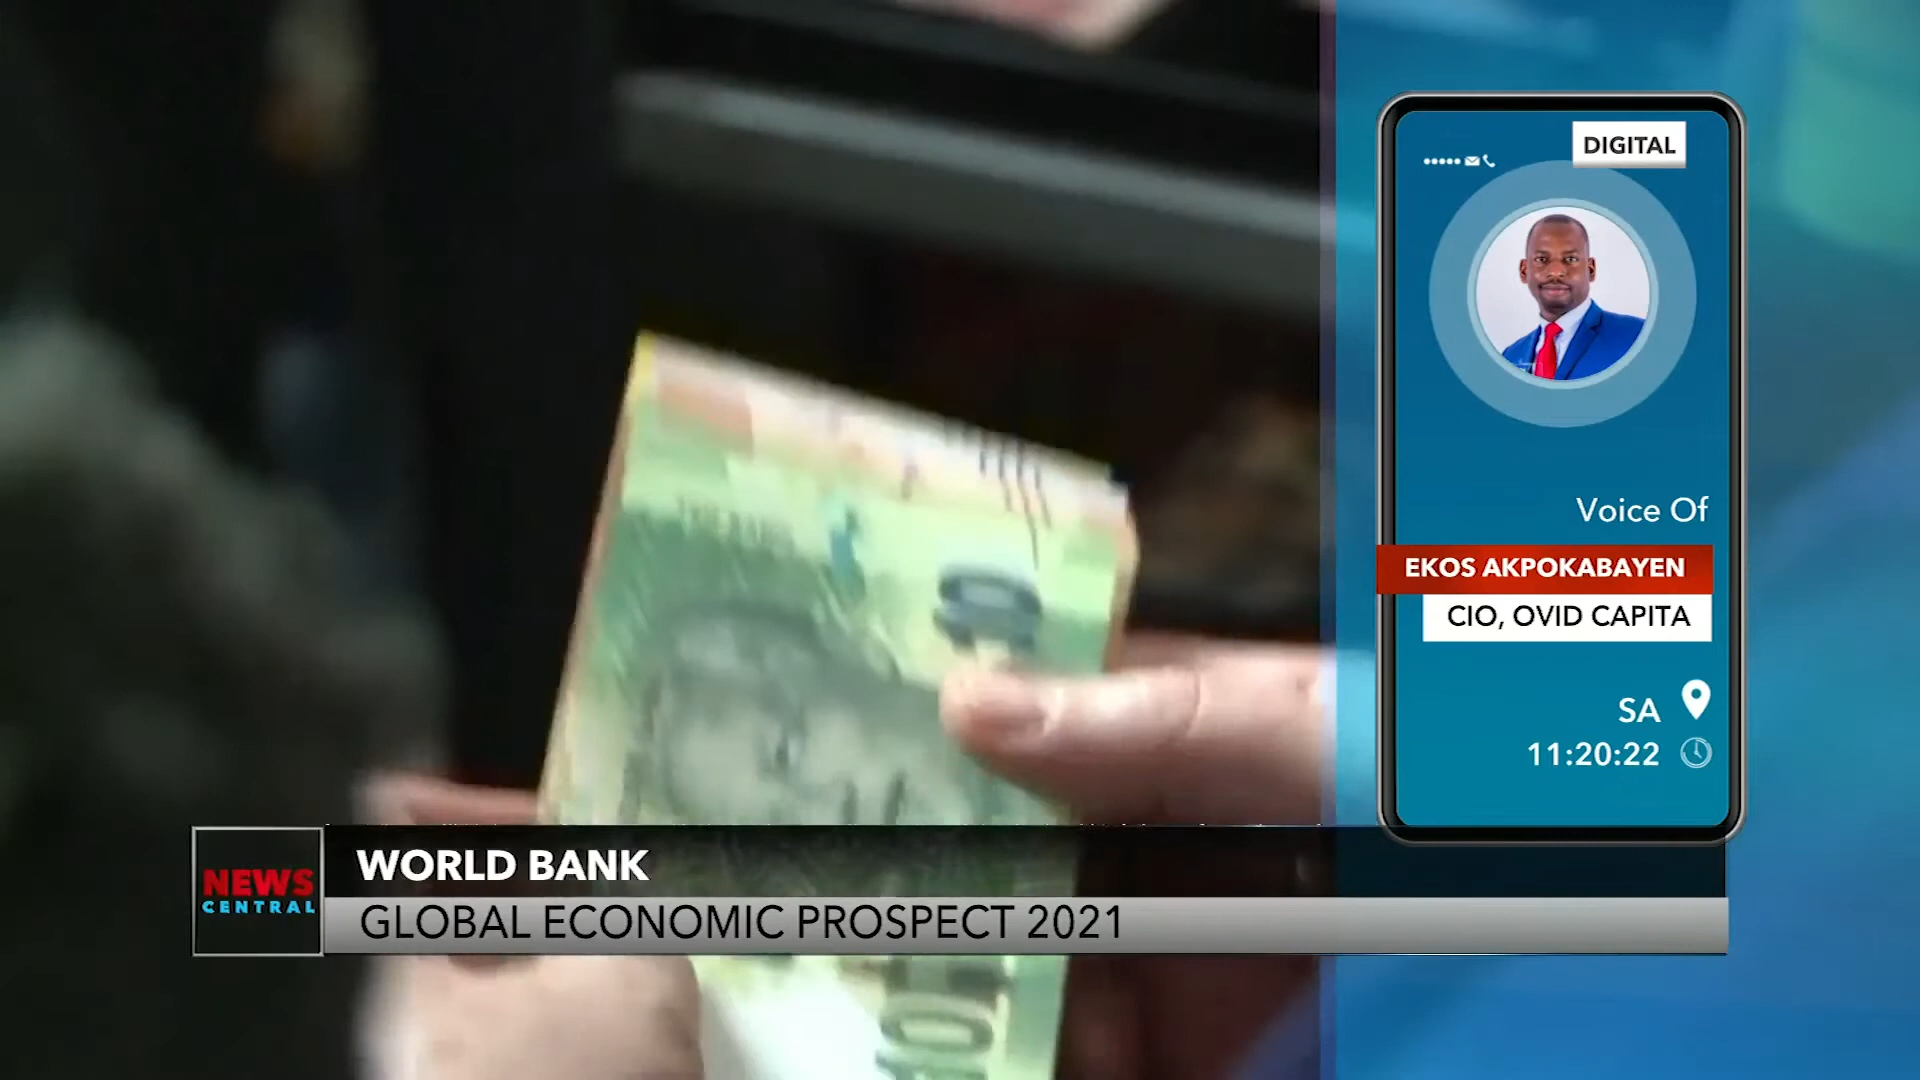 DIGITAL
Voice Of
EKOS AKPOKABAYEN
CIO, OVID CAPITA
SA
11:20:22
WORLD BANK
GLOBAL ECONOMIC PROSPECT 2021
NEWS
CENTRAL